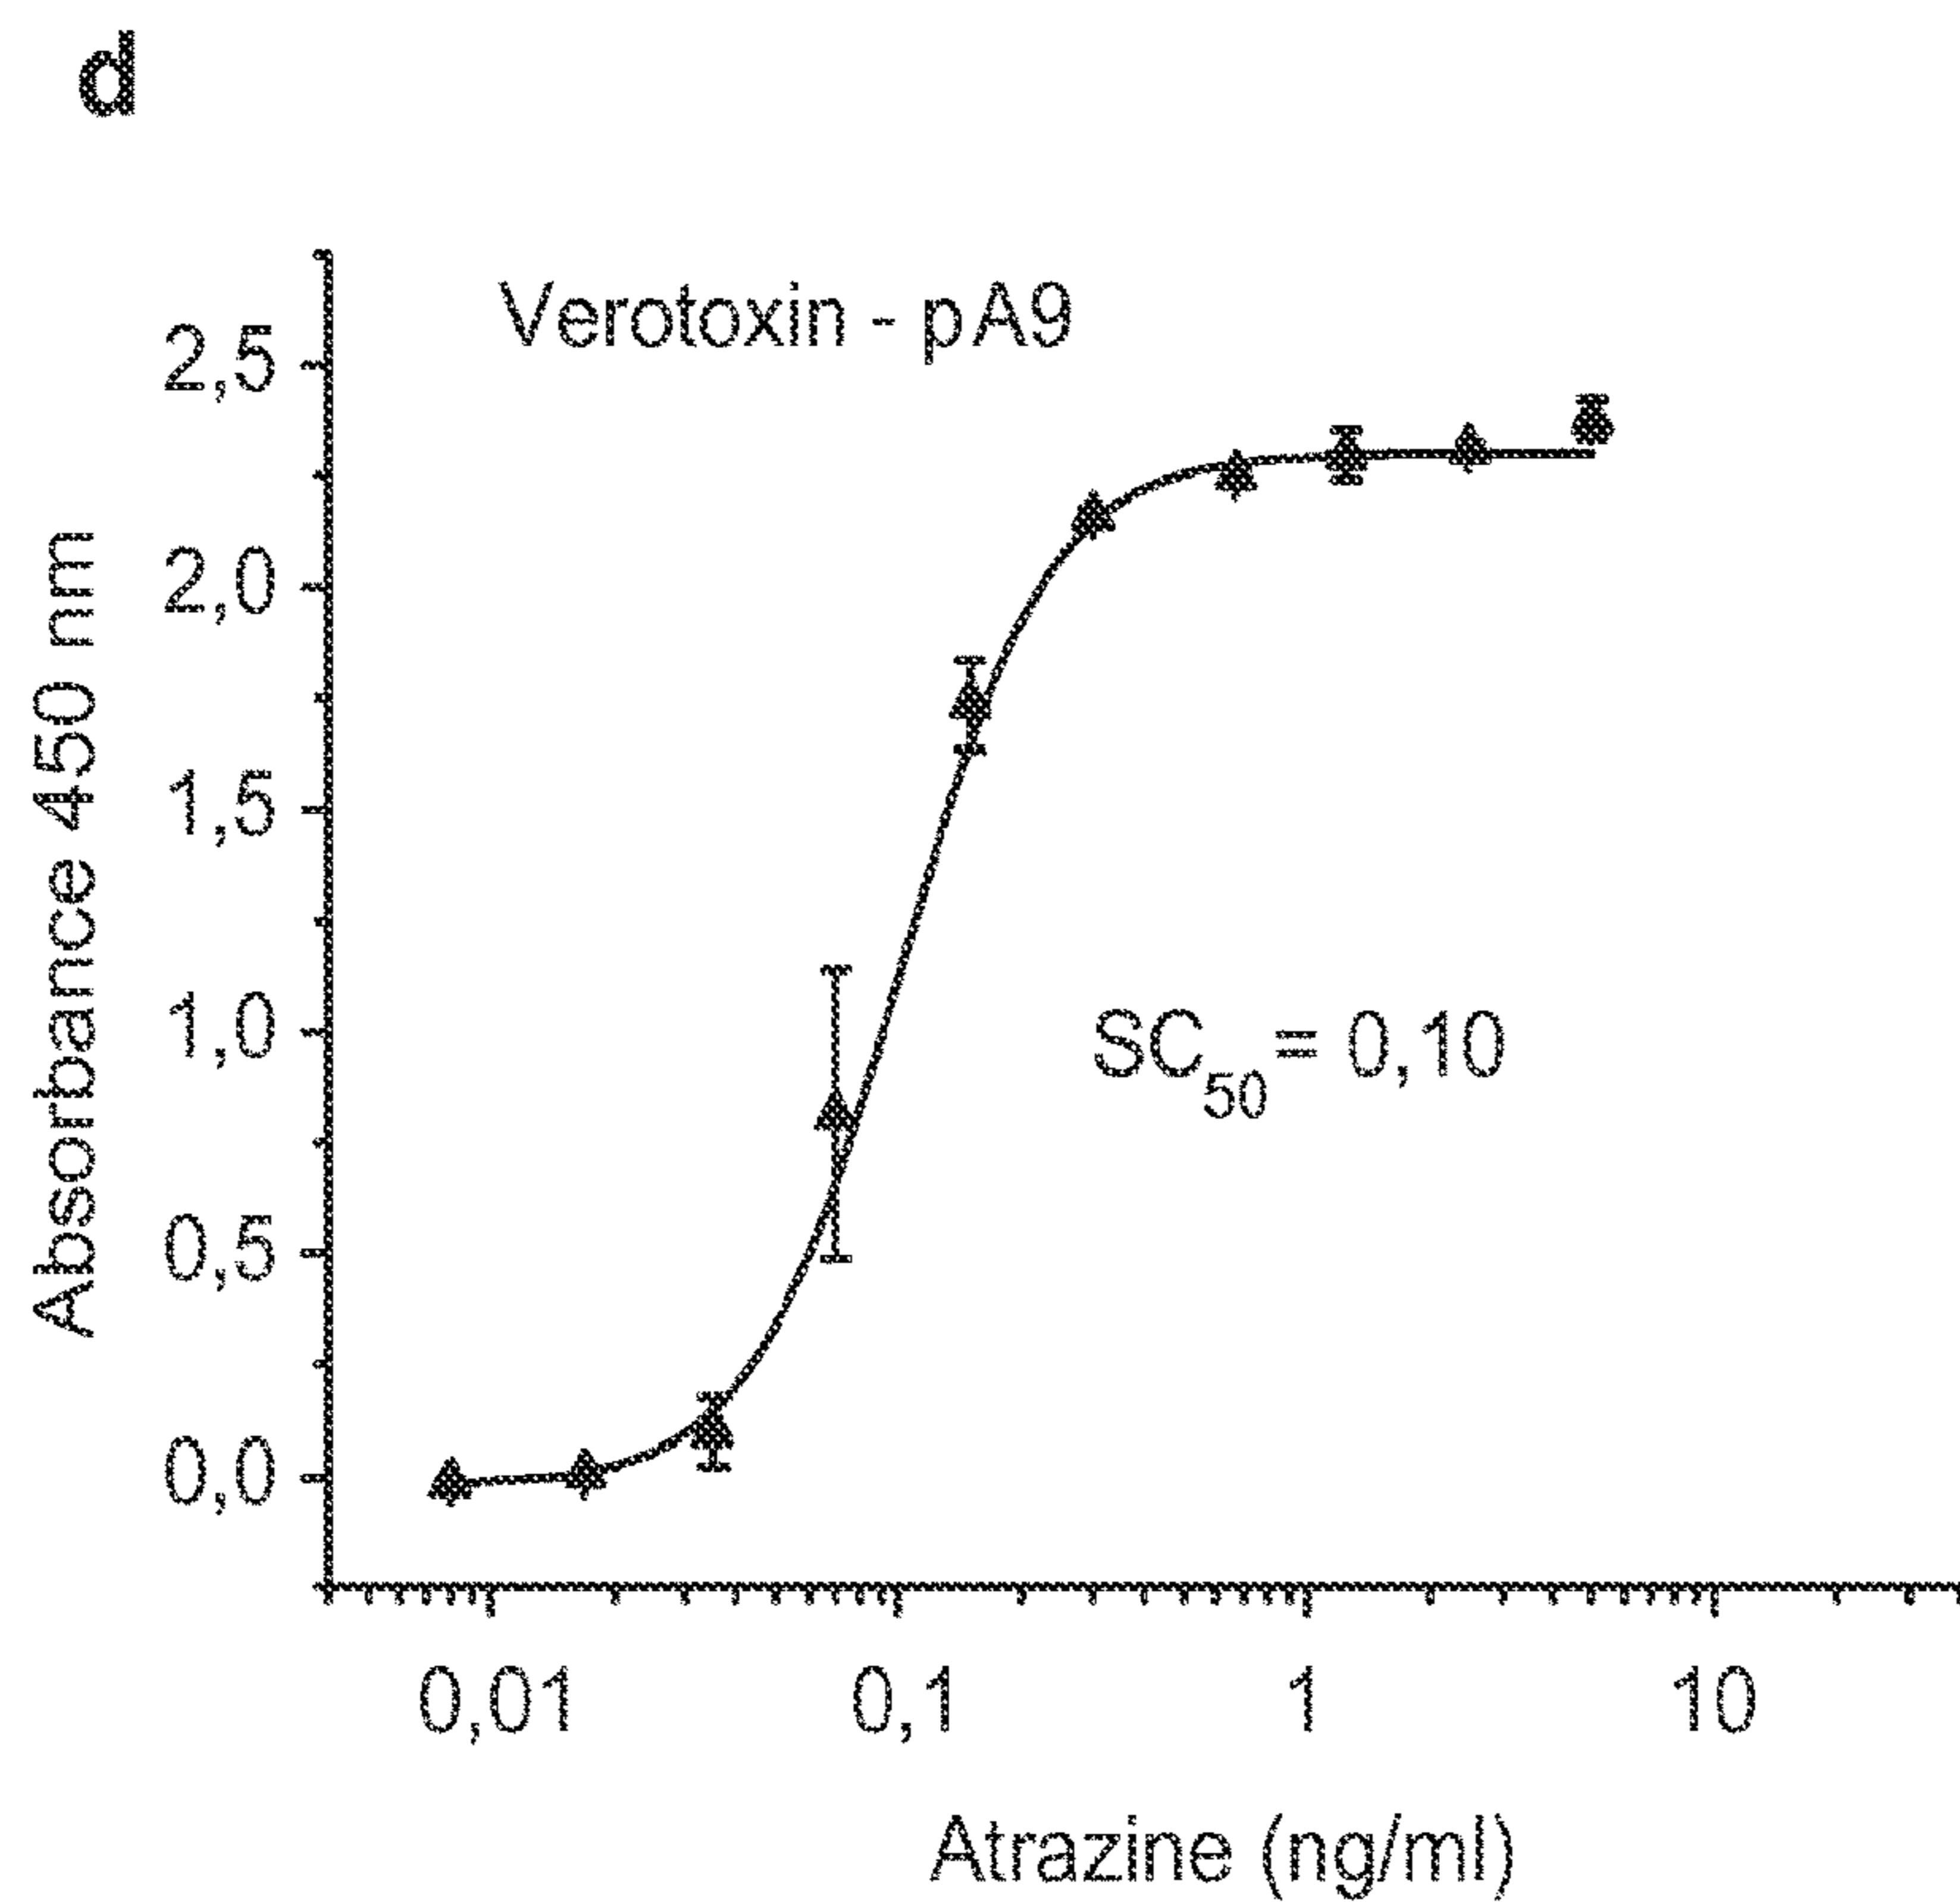 d
Verotoxin - pA9
2,5
2,0
1,5
1,0
0,5
0,0
Absorbance 450 nm
SC50 = 0,10
0,01 0,1 1 10
Atrazine (ng/ml)